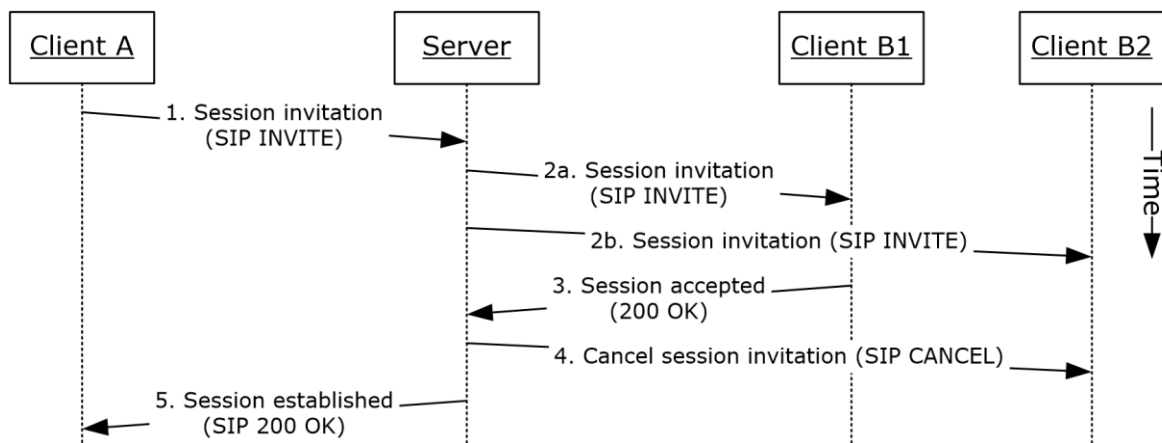 Client A
Server
Client B1
Client B2
1. Session invitation
(SIP INVITE)
2a. Session invitation
(SIP INVITE)
2b. Session invitation (SIP INVITE)
Time
3. Session accepted
(200 OK)
4. Cancel session invitation (SIP CANCEL)
5. Session established
(SIP 200 OK)